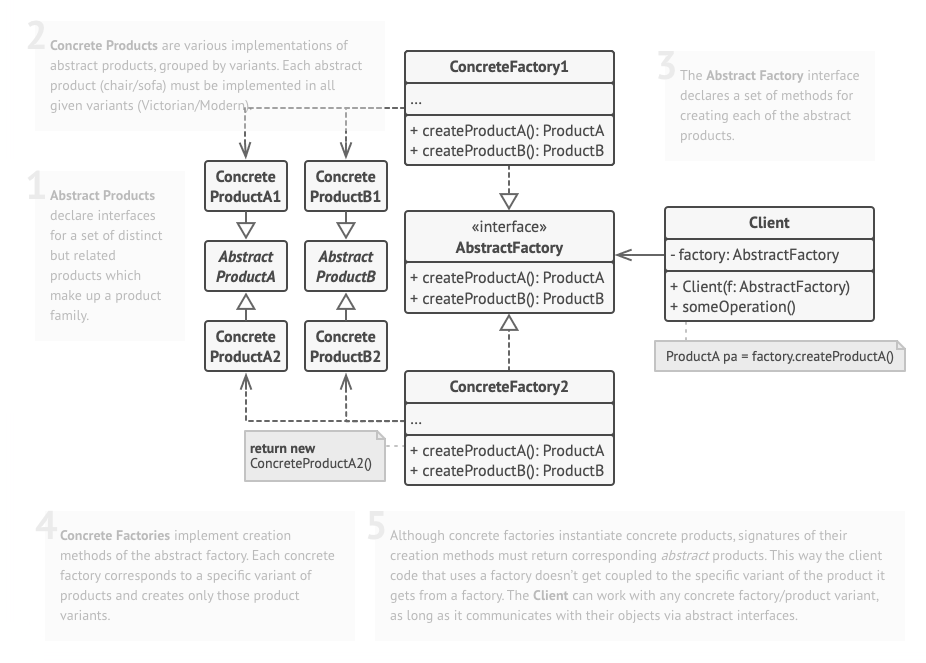 2
Concrete Products are various implementations of
abstract products, grouped by variants. Each abstract
product (chair/sofa) must be implemented in all
given variants (Victorian/Modern).
ConcreteFactory1
...
+ createProductA(): ProductA
+ createProductB(): ProductB
3
The Abstract Factory interface
declares a set of methods for
creating each of the abstract
products.
1
Abstract Products
declare interfaces
for a set of distinct
but related
products which
make up a product
family.
Concrete
ProductA1
Concrete
ProductB1
Abstract
ProductA
Abstract
ProductB
Concrete
ProductA2
Concrete
ProductB2
«interface»
AbstractFactory
+ createProductA(): ProductA
+ createProductB(): ProductB
Client
- factory: AbstractFactory
+ Client(f: AbstractFactory)
+ someOperation()
ProductA pa = factory.createProductA()
ConcreteFactory2
...
+ createProductA(): ProductA
+ createProductB(): ProductB
return new
ConcreteProductA2()
4
Concrete Factories implement creation
methods of the abstract factory. Each concrete
factory corresponds to a specific variant of
products and creates only those product
variants.
5
Although concrete factories instantiate concrete products, signatures of their
creation methods must return corresponding abstract products. This way the client
code that uses a factory doesn't get coupled to the specific variant of the product it
gets from a factory. The Client can work with any concrete factory/product variant,
as long as it communicates with their objects via abstract interfaces.